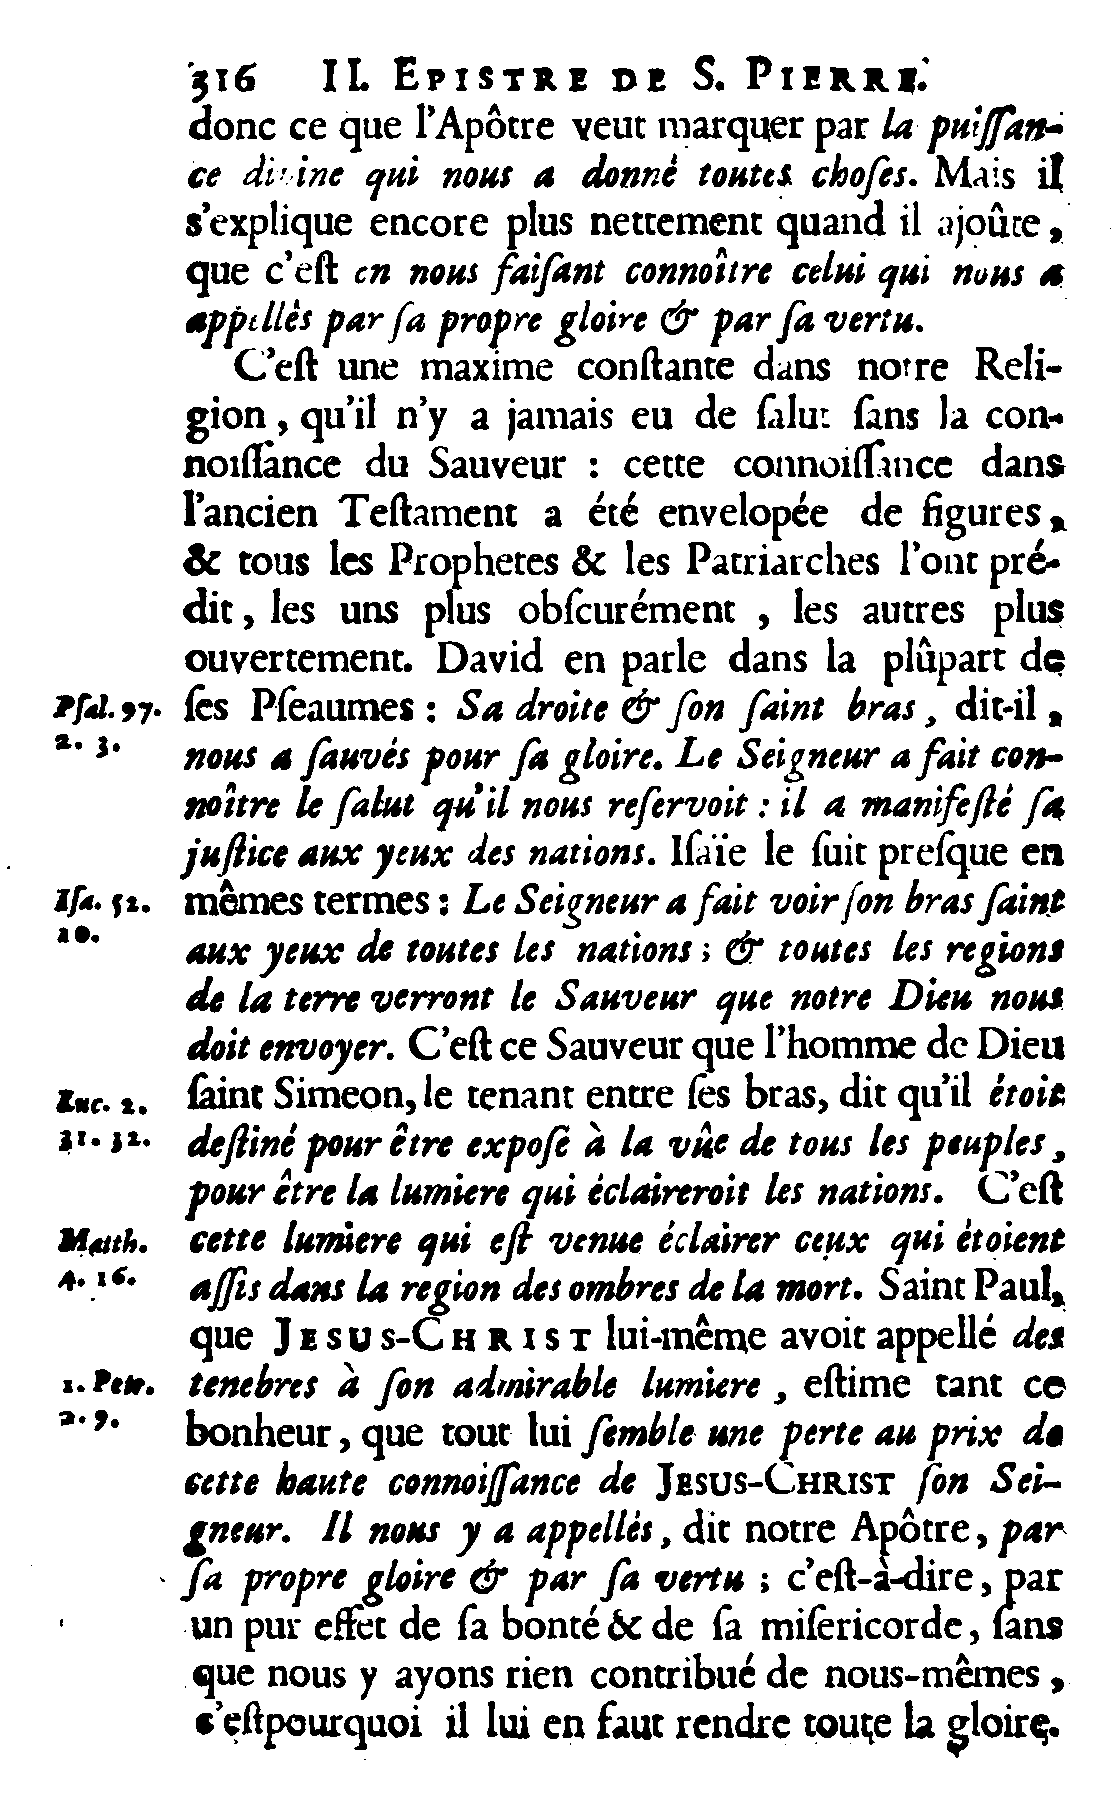 316 II. EPISTRE DE S. PIERRE.
donc ce que l'Apôtre veut marquer par la puiſſan-
ce divine qui nous a donné toutes choſes. Mais il
s'explique encore plus nettement quand il ajoûte,
que c'eſt en nous faiſant connoître celui qui nous a
appellés par ſa propre gloire & par ſa vertu.
C'eſt une maxime conſtante dans notre Reli-
gion, qu'il n'y a jamais eu de ſalut ſans la con-
noiſſance du Sauveur : cette connoiſſance dans
l'ancien Teſtament a été envelopée de figures,
& tous les Prophetes & les Patriarches l'ont pré-
dit, les uns plus obſcurément, les autres plus
ouvertement. David en parle dans la plûpart de
Pſal. 97. ſes Pſeaumes : Sa droite & ſon ſaint bras, dit-il,
2. 3. nous a ſauvés pour ſa gloire. Le Seigneur a fait con-
noître le ſalut qu'il nous reſervoit : il a manifeſté ſa
juſtice aux yeux des nations. Iſaïe le ſuit preſque en
Iſa. 52. mêmes termes : Le Seigneur a fait voir ſon bras ſaint
10. aux yeux de toutes les nations ; & toutes les regions
de la terre verront le Sauveur que notre Dieu nous
doit envoyer. C'eſt ce Sauveur que l'homme de Dieu
Luc. 2. ſaint Simeon, le tenant entre ſes bras, dit qu'il étoit
31. 32. deſtiné pour être expoſé à la vûe de tous les peuples,
pour être la lumiere qui éclaireroit les nations. C'eſt
Matth. cette lumiere qui eſt venue éclairer ceux qui étoient
4. 16. aſſis dans la region des ombres de la mort. Saint Paul,
que JESUS-CHRIST lui-même avoit appellé des
1. Petr. tenebres à ſon admirable lumiere, eſtime tant ce
2. 9. bonheur, que tout lui ſemble une perte au prix de
cette haute connoiſſance de JESUS-CHRIST ſon Sei-
gneur. Il nous y a appellés, dit notre Apôtre, par
ſa propre gloire & par ſa vertu ; c'eſt-à-dire, par
un pur effet de ſa bonté & de ſa miſericorde, ſans
que nous y ayons rien contribué de nous-mêmes,
c'eſtpourquoi il lui en faut rendre toute la gloire.